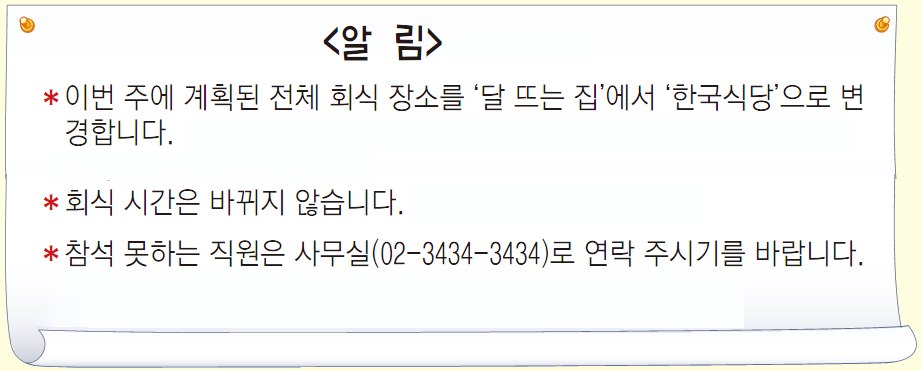 <알 림>
* 이번 주에 계획된 전체 회식 장소를 ‘달 뜨는 집’에서 ‘한국식당’으로 변
경합니다.
* 회식 시간은 바뀌지 않습니다.
* 참석 못하는 직원은 사무실(02-3434-3434)로 연락 주시기를 바랍니다.